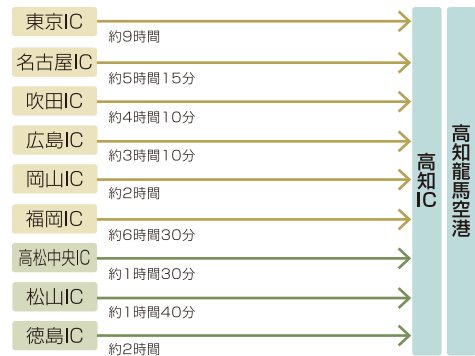 東京IC
約9時間
名古屋IC
約5時間15分
吹田IC
約4時間10分
広島IC
約3時間10分
岡山IC
約2時間
福岡IC
約6時間30分
高松中央IC
約1時間30分
松山IC
約1時間40分
徳島IC
約2時間
高知IC
高知龍馬空港